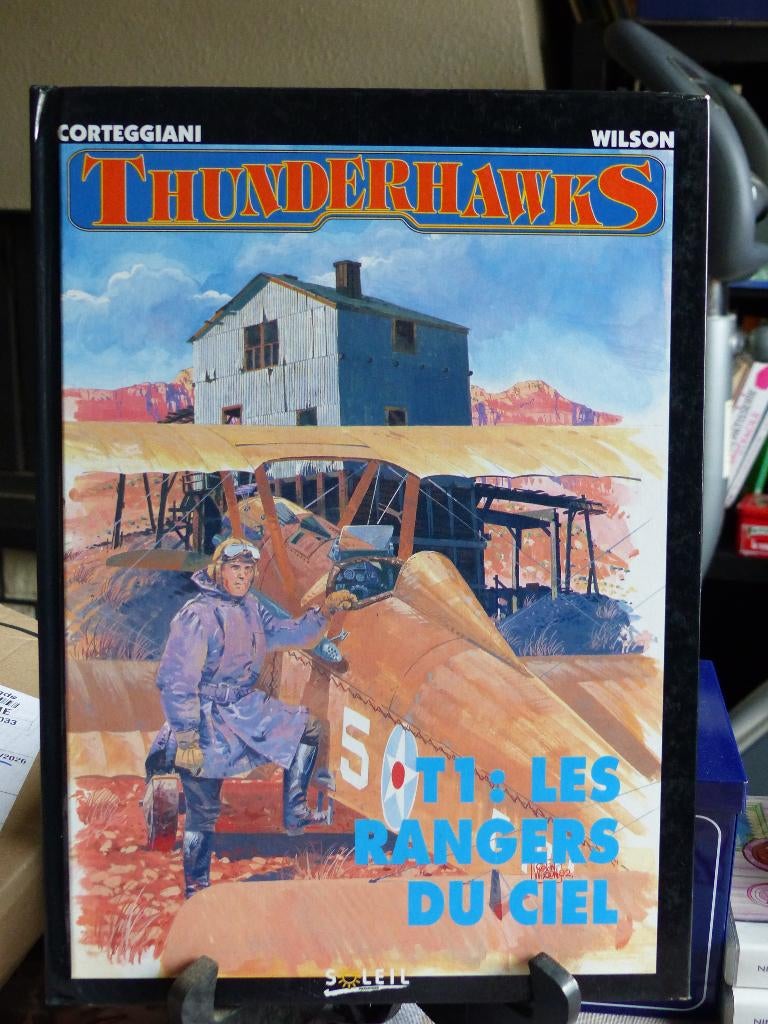 CORTEGGIANI
WILSON
THUNDERHAWKS
5
T1: LES
RANGERS
DU CIEL
SOLEIL